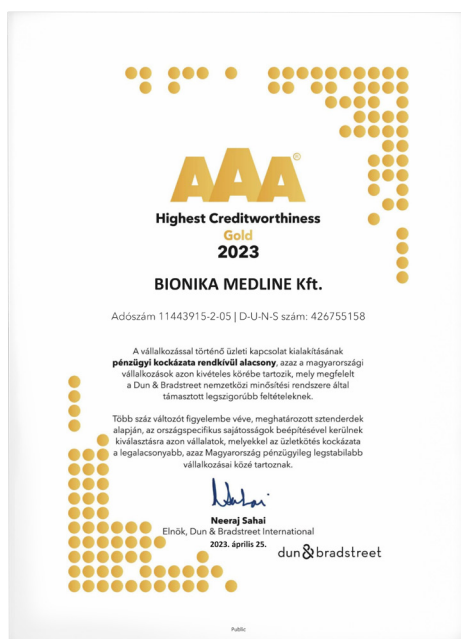 AAA®
Highest Creditworthiness
Gold
2023
BIONIKA MEDLINE Kft.
Adószám 11443915-2-05 | D-U-N-S szám: 426755158
A vállalkozással történő üzleti kapcsolat kialakításának
pénzügyi kockázata rendkívül alacsony, azaz a magyarországi
vállalkozások azon kivételes körébe tartozik, mely megfelelt
a Dun & Bradstreet nemzetközi minősítési rendszere által
támasztott legszigorúbb feltételeknek.
Több száz változót figyelembe véve, meghatározott sztenderdek
alapján, az országspecifikus sajátosságok beépítésével kerülnek
kiválasztásra azon vállalatok, melyekkel az üzletkötés kockázata
a legalacsonyabb, azaz Magyarország pénzügyileg legstabilabb
vállalkozásai közé tartoznak.
Neeraj Sahai
Elnök, Dun & Bradstreet International
2023. április 25.
dun & bradstreet
Public